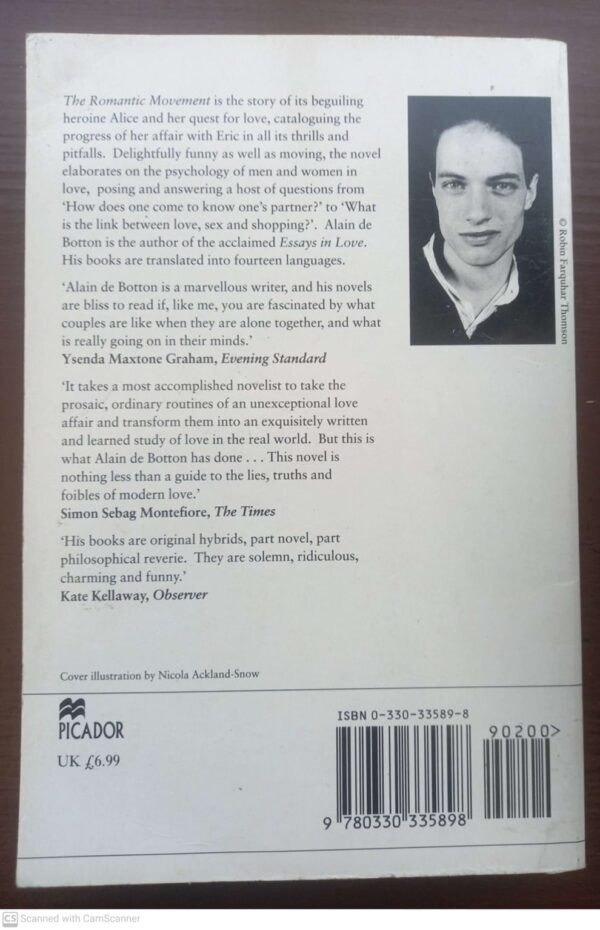 The Romantic Movement is the story of its beguiling
heroine Alice and her quest for love, cataloguing the
progress of her affair with Eric in all its thrills and
pitfalls. Delightfully funny as well as moving, the novel
elaborates on the psychology of men and women in
love, posing and answering a host of questions from
‘How does one come to know one’s partner?’ to ‘What
is the link between love, sex and shopping?’. Alain de
Botton is the author of the acclaimed Essays in Love.
His books are translated into fourteen languages.
‘Alain de Botton is a marvellous writer, and his novels
are bliss to read if, like me, you are fascinated by what
couples are like when they are alone together, and what
is really going on in their minds.’
Ysenda Maxtone Graham, Evening Standard
‘It takes a most accomplished novelist to take the
prosaic, ordinary routines of an unexceptional love
affair and transform them into an exquisitely written
and learned study of love in the real world. But this is
what Alain de Botton has done . . . This novel is
nothing less than a guide to the lies, truths and
foibles of modern love.’
Simon Sebag Montefiore, The Times
‘His books are original hybrids, part novel, part
philosophical reverie. They are solemn, ridiculous,
charming and funny.’
Kate Kellaway, Observer
© Robin Farquhar Thomson
Cover illustration by Nicola Ackland-Snow
PICADOR
UK £6.99
ISBN 0-330-33589-8
90200>
9 780330 335898
CS Scanned with CamScanner